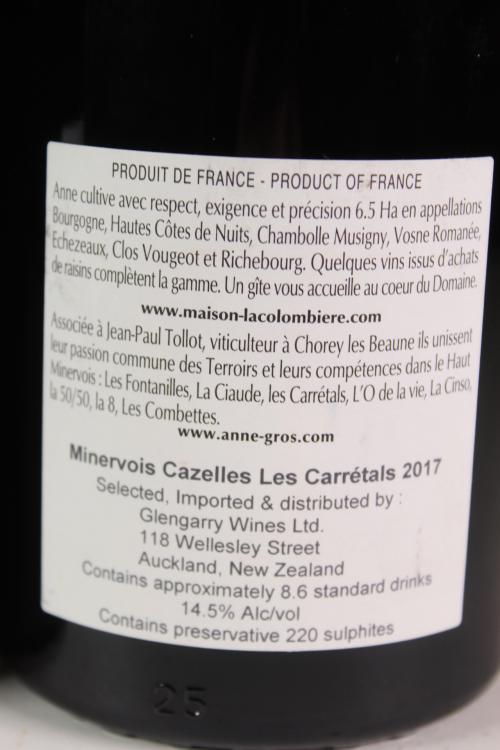 PRODUIT DE FRANCE - PRODUCT OF FRANCE
Anne cultive avec respect, exigence et précision 6.5 Ha en appellations
Bourgogne, Hautes Côtes de Nuits, Chambolle Musigny, Vosne Romanée,
Echezeaux, Clos Vougeot et Richebourg. Quelques vins issus d'achats
de raisins complètent la gamme. Un gîte vous accueille au coeur du Domaine.
www.maison-lacolombiere.com
Associée à Jean-Paul Tollot, viticulteur à Chorey les Beaune ils unissent
leur passion commune des Terroirs et leurs compétences dans le Haut
Minervois : Les Fontanilles, La Ciaude, les Carrétals, L'O de la vie, La Cinso,
la 50/50, la 8, Les Combettes.
www.anne-gros.com
Minervois Cazelles Les Carrétals 2017
Selected, Imported & distributed by :
Glengarry Wines Ltd.
118 Wellesley Street
Auckland, New Zealand
Contains approximately 8.6 standard drinks
14.5% Alc/vol
Contains preservative 220 sulphites
25